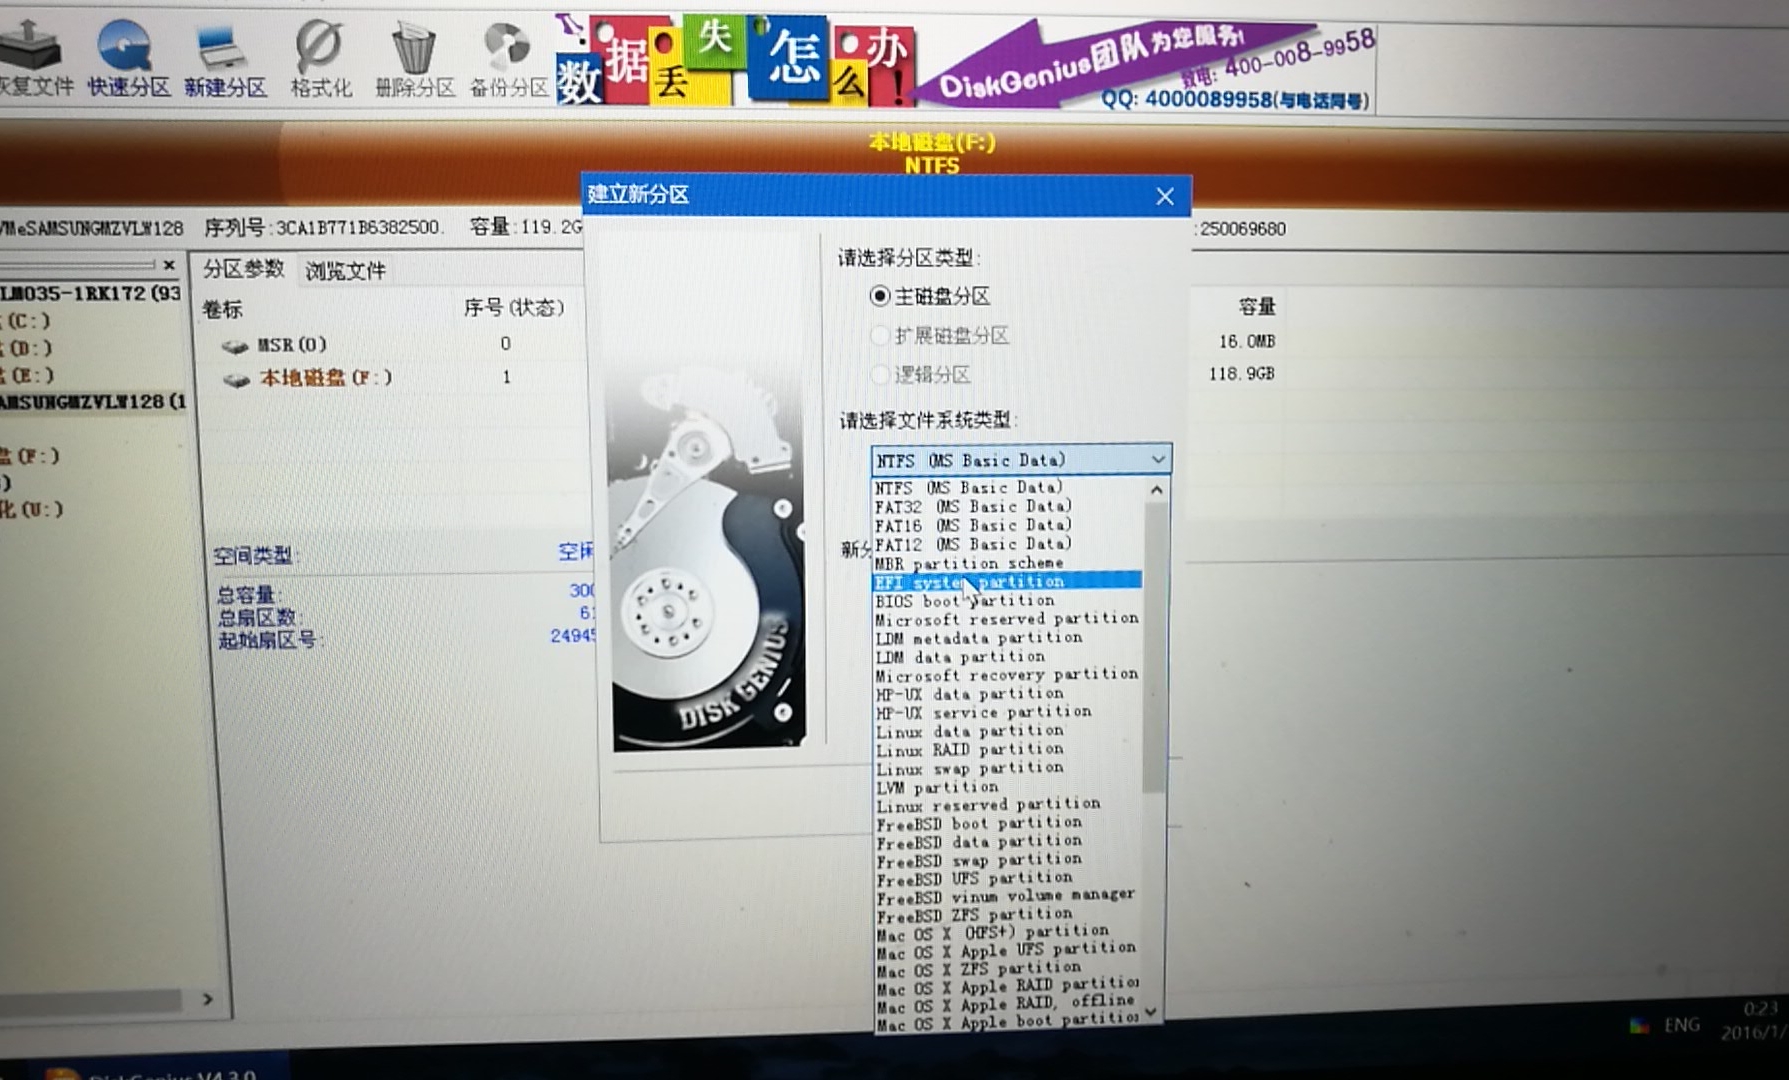 恢复文件 快速分区 新建分区 格式化 删除分区 备份分区
数据丢失怎么办!
DiskGenius团队为您服务!
致电: 400-008-9958
QQ: 4000089958(与电话同号)
本地磁盘(F:)
NTFS
SAMSUNGMZVLW128 序列号:3CA1B771B6382500. 容量:119.2G :250069680
建立新分区
LM035-1RK172(93
(C:)
(D:)
(E:)
AMSUNGMZVLW128(1
盘(F:)
)
化(U:)
分区参数 浏览文件
卷标 序号(状态) 容量
MSR(0) 0 16.0MB
本地磁盘(F:) 1 118.9GB
空间类型: 空闲
总容量: 300
总扇区数: 61
起始扇区号: 24945
请选择分区类型:
主磁盘分区
扩展磁盘分区
逻辑分区
请选择文件系统类型:
NTFS (MS Basic Data)
新分
NTFS (MS Basic Data)
FAT32 (MS Basic Data)
FAT16 (MS Basic Data)
FAT12 (MS Basic Data)
MBR partition scheme
EFI system partition
BIOS boot partition
Microsoft reserved partition
LDM metadata partition
LDM data partition
Microsoft recovery partition
HP-UX data partition
HP-UX service partition
Linux data partition
Linux RAID partition
Linux swap partition
LVM partition
Linux reserved partition
FreeBSD boot partition
FreeBSD data partition
FreeBSD swap partition
FreeBSD UFS partition
FreeBSD vinum volume manager
FreeBSD ZFS partition
Mac OS X (HFS+) partition
Mac OS X Apple UFS partition
Mac OS X ZFS partition
Mac OS X Apple RAID partitio
Mac OS X Apple RAID, offline
Mac OS X Apple boot partitio
DISK GENIUS
ENG
0:23
2016/1/
DiskGenius V4.3.0